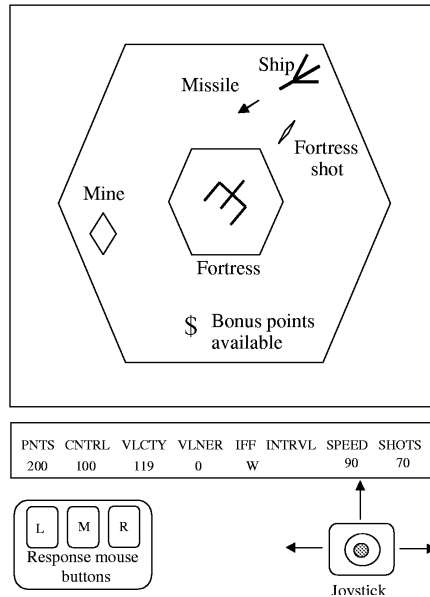 Ship
Missile
Fortress
shot
Mine
Fortress
$ Bonus points
available
PNTS CNTRL VLCTY VLNER IFF INTRVL SPEED SHOTS
200 100 119 0 W 90 70
L M R
Response mouse
buttons
Joystick